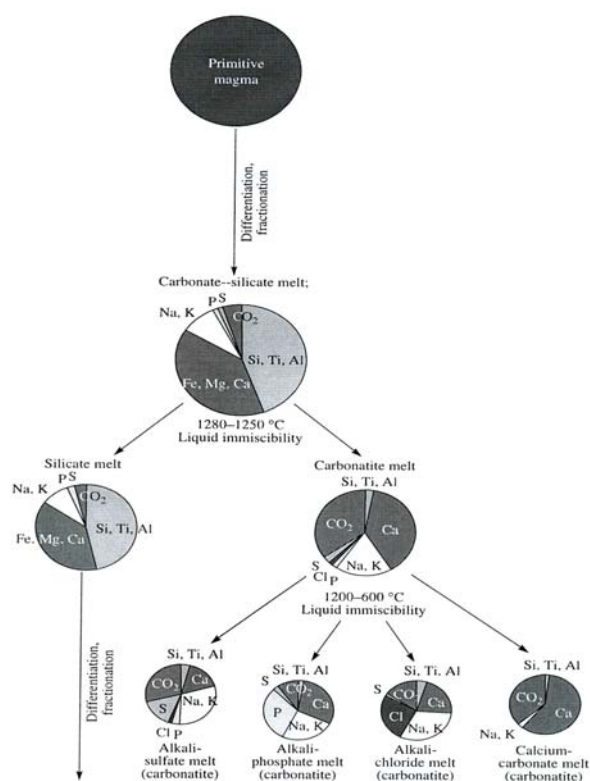 Primitive
magma
Differentiation,
fractionation
Carbonate--silicate melt;
P S
Na, K
CO2
Si, Ti, Al
Fe, Mg, Ca
1280–1250 °C
Liquid immiscibility
Silicate melt
P S
Na, K
CO2
Si, Ti, Al
Fe, Mg, Ca
Carbonatite melt
Si, Ti, Al
CO2
Ca
S
Cl P
Na, K
1200–600 °C
Liquid immiscibility
Differentiation,
fractionation
Si, Ti, Al
CO2
Ca
Na, K
S
Cl P
Alkali-
sulfate melt
(carbonatite)
Si, Ti, Al
S
CO2
Ca
P
Na, K
Alkali-
phosphate melt
(carbonatite)
Si, Ti, Al
S
CO2
Ca
Cl
Na, K
Alkali-
chloride melt
(carbonatite)
Si, Ti, Al
CO2
Ca
Na, K
Calcium-
carbonate melt
(carbonatite)